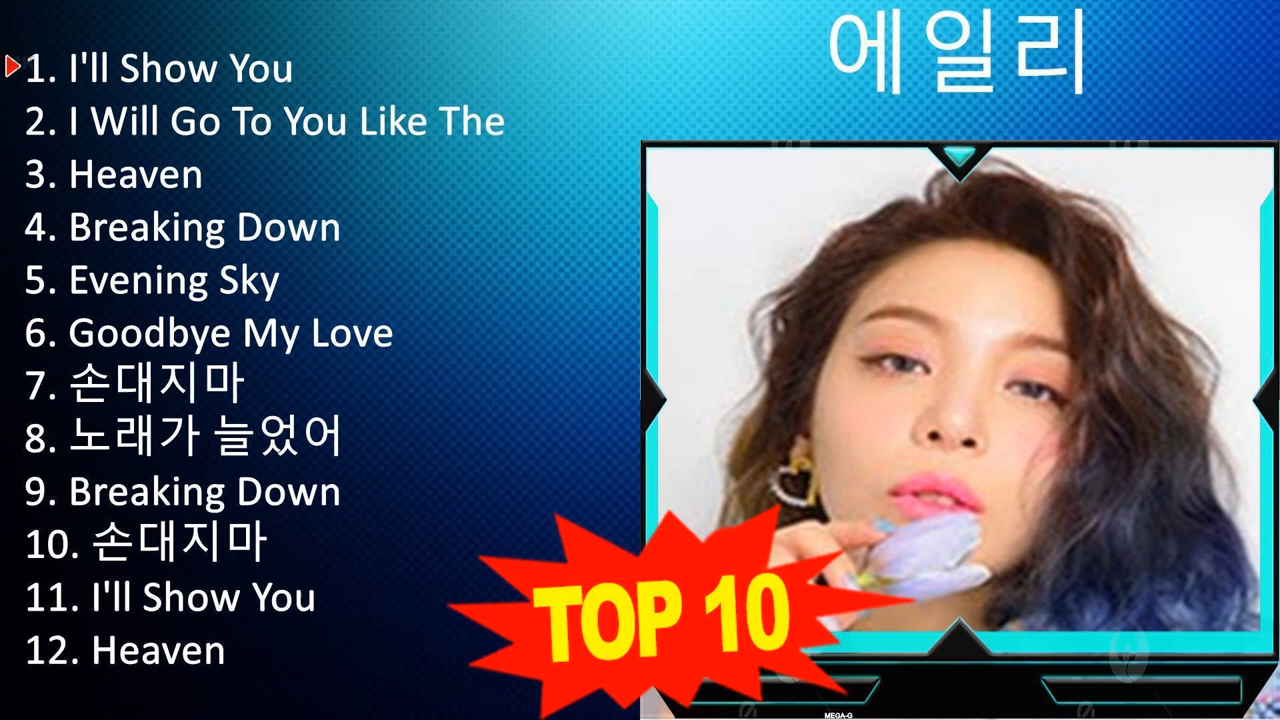 에일리
1. I'll Show You
2. I Will Go To You Like The
3. Heaven
4. Breaking Down
5. Evening Sky
6. Goodbye My Love
7. 손대지마
8. 노래가 늘었어
9. Breaking Down
10. 손대지마
11. I'll Show You
12. Heaven
TOP 10
MEGA-G